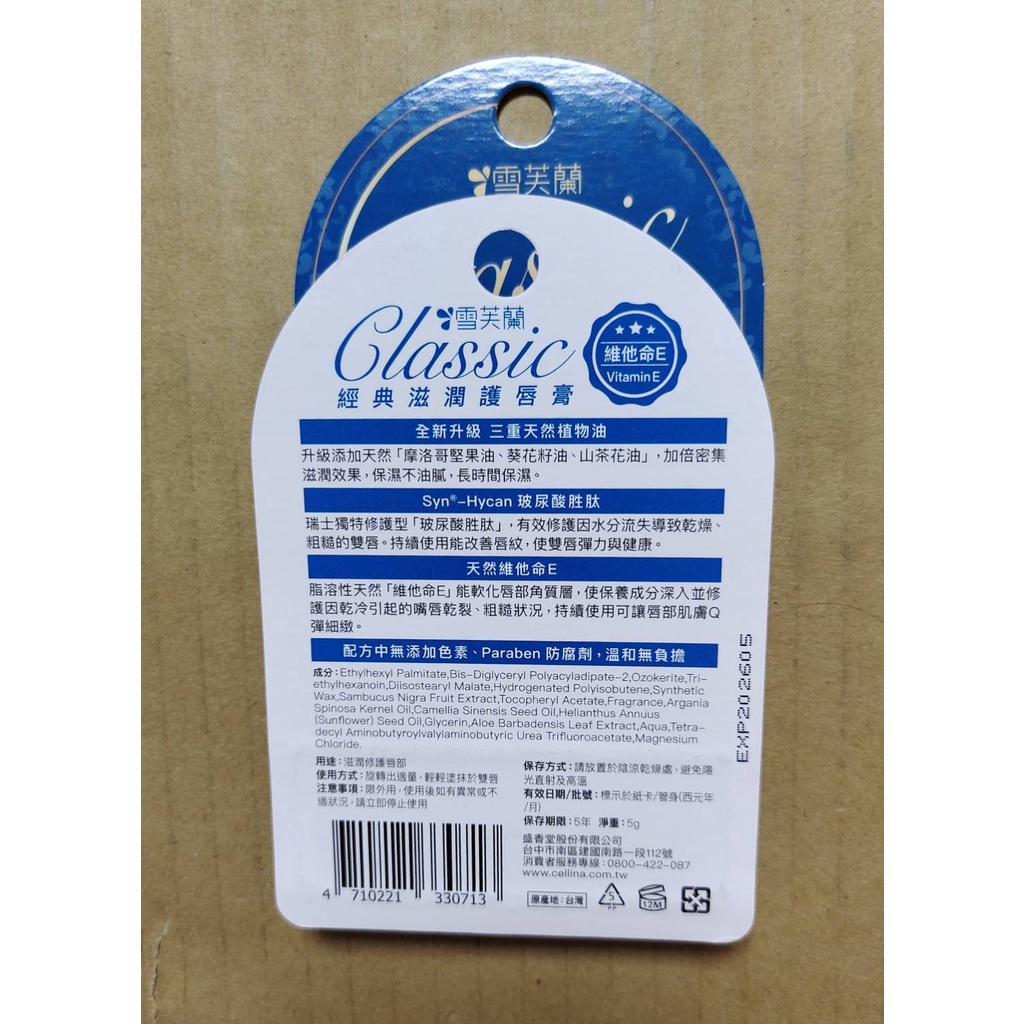 雪芙蘭
雪芙蘭
Classic
經典滋潤護唇膏
維他命E
Vitamin E
全新升級 三重天然植物油
升級添加天然「摩洛哥堅果油、葵花籽油、山茶花油」,加倍密集
滋潤效果,保濕不油膩,長時間保濕。
Syn®-Hycan 玻尿酸胜肽
瑞士獨特修護型「玻尿酸胜肽」,有效修護因水分流失導致乾燥、
粗糙的雙唇。持續使用能改善唇紋,使雙唇彈力與健康。
天然維他命E
脂溶性天然「維他命E」能軟化唇部角質層,使保養成分深入並修
護因乾冷引起的嘴唇乾裂、粗糙狀況,持續使用可讓唇部肌膚Q
彈細緻。
配方中無添加色素、Paraben 防腐劑,溫和無負擔
成分:Ethylhexyl Palmitate,Bis-Diglyceryl Polyacyladipate-2,Ozokerite,Tri-
ethylhexanoin,Diisostearyl Malate,Hydrogenated Polyisobutene,Synthetic
Wax,Sambucus Nigra Fruit Extract,Tocopheryl Acetate,Fragrance,Argania
Spinosa Kernel Oil,Camellia Sinensis Seed Oil,Helianthus Annuus
(Sunflower) Seed Oil,Glycerin,Aloe Barbadensis Leaf Extract,Aqua,Tetra-
decyl Aminobutyroylvalylaminobutyric Urea Trifluoroacetate,Magnesium
Chloride.
EXP202605
用途:滋潤修護唇部
使用方式:旋轉出適量,輕輕塗抹於雙唇
注意事項:限外用,使用後如有異常或不
適狀況,請立即停止使用
保存方式:請放置於陰涼乾燥處,避免陽
光直射及高溫
有效日期/批號:標示於紙卡/管身(西元年
/月)
保存期限:5年 淨重:5g
盛香堂股份有限公司
台中市南區建國南路一段112號
消費者服務專線:0800-422-087
www.cellina.com.tw
4 710221 330713
原產地:台灣
5
PP
12M